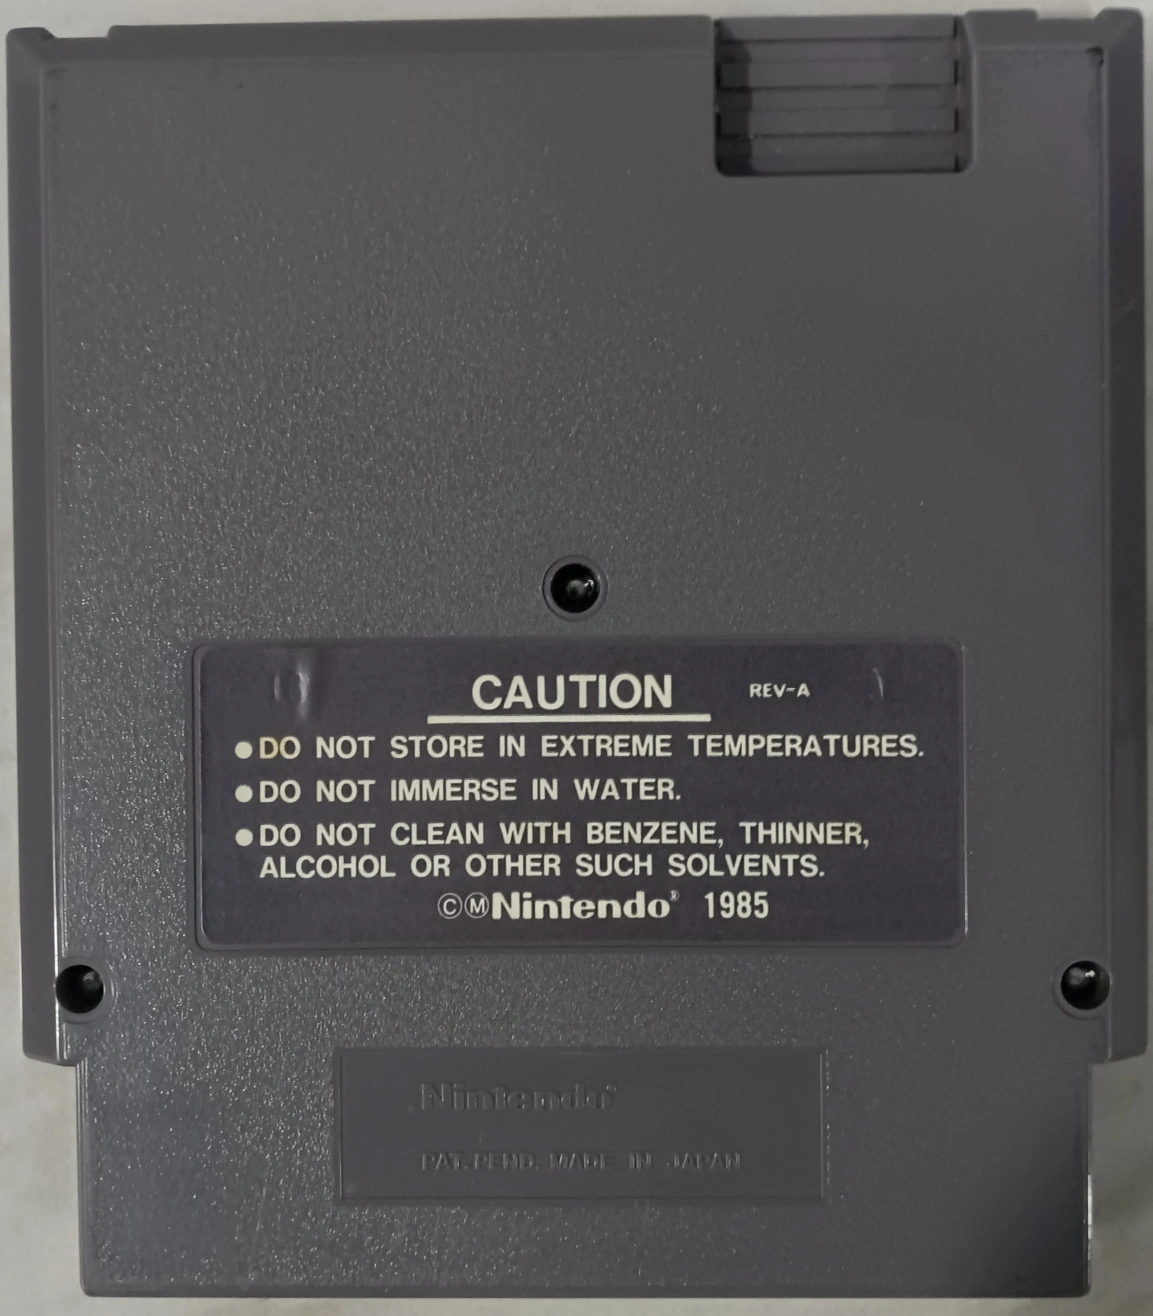 CAUTION REV-A
●DO NOT STORE IN EXTREME TEMPERATURES.
●DO NOT IMMERSE IN WATER.
●DO NOT CLEAN WITH BENZENE, THINNER,
ALCOHOL OR OTHER SUCH SOLVENTS.
©ⓂNintendo® 1985
Nintendo®
PAT. PEND. MADE IN JAPAN